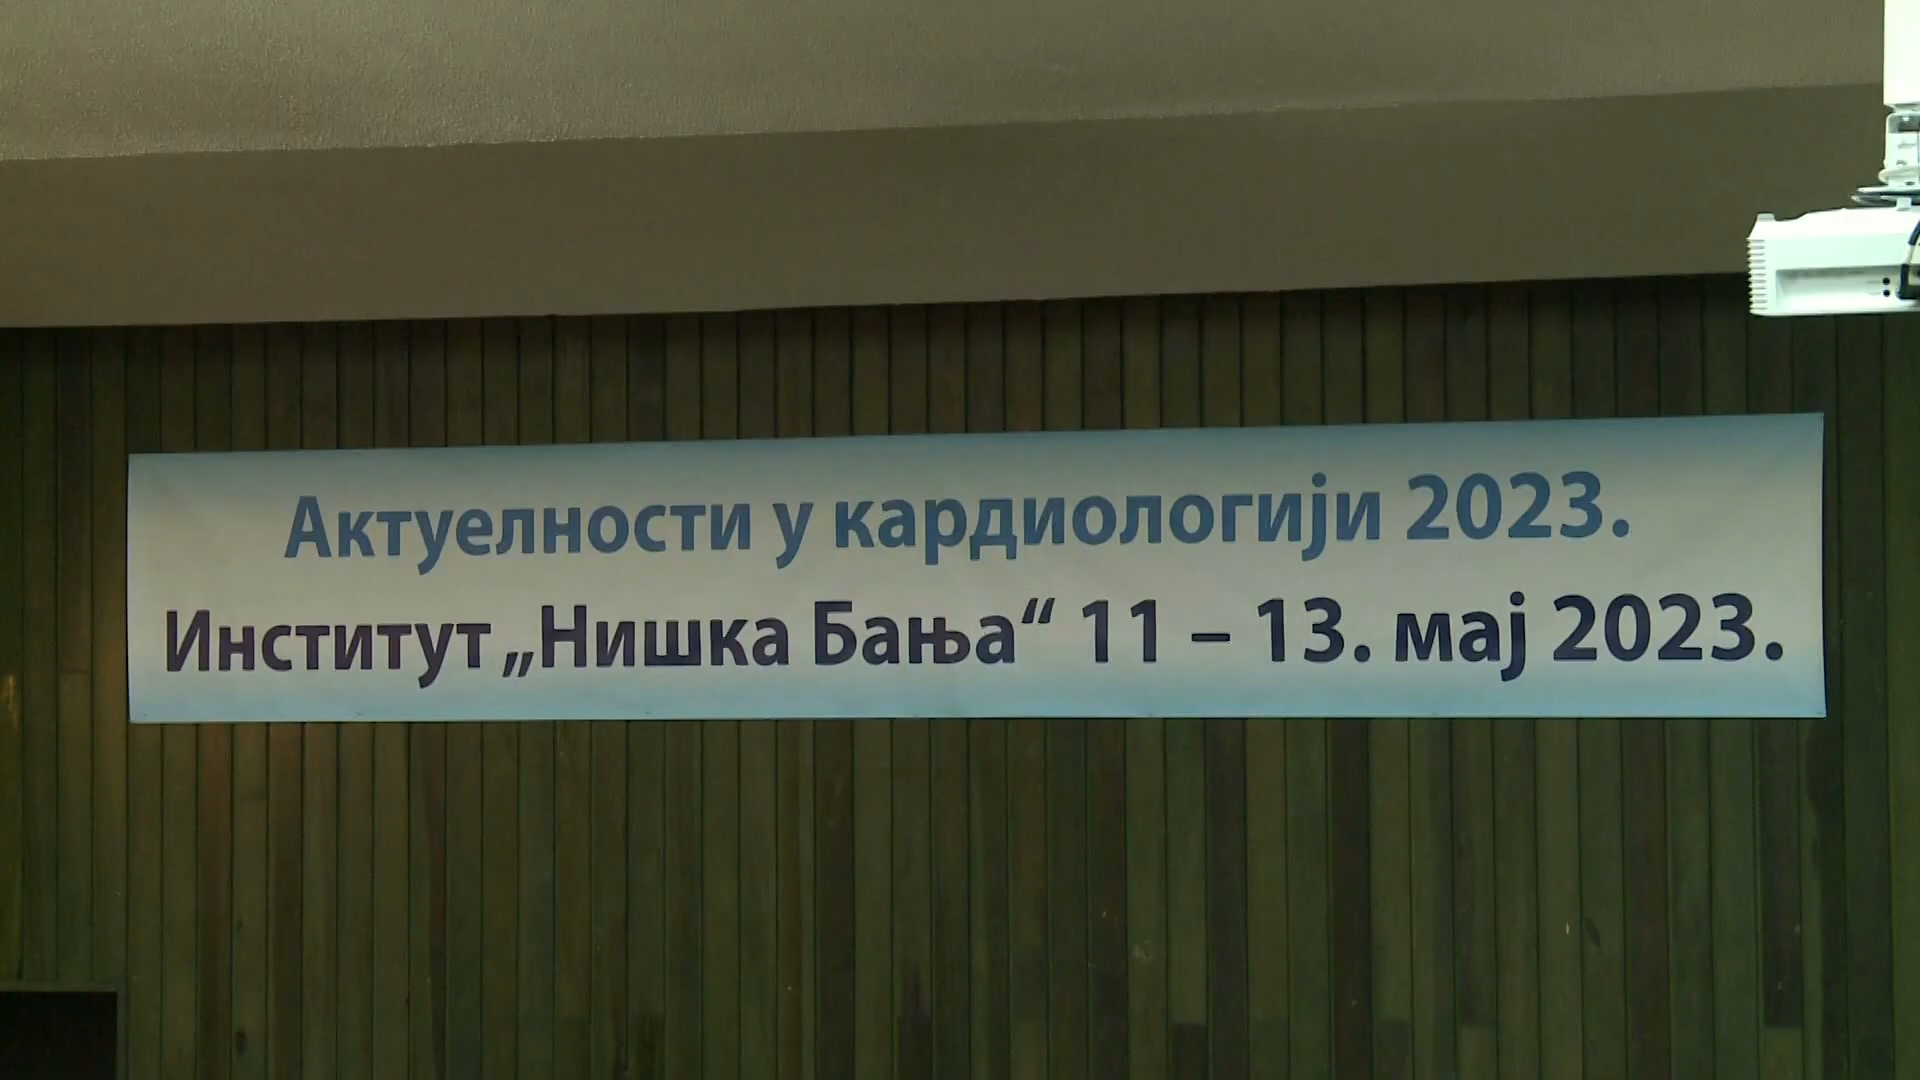 Актуелности у кардиологији 2023.
Институт „Нишка Бања“ 11 – 13. мај 2023.